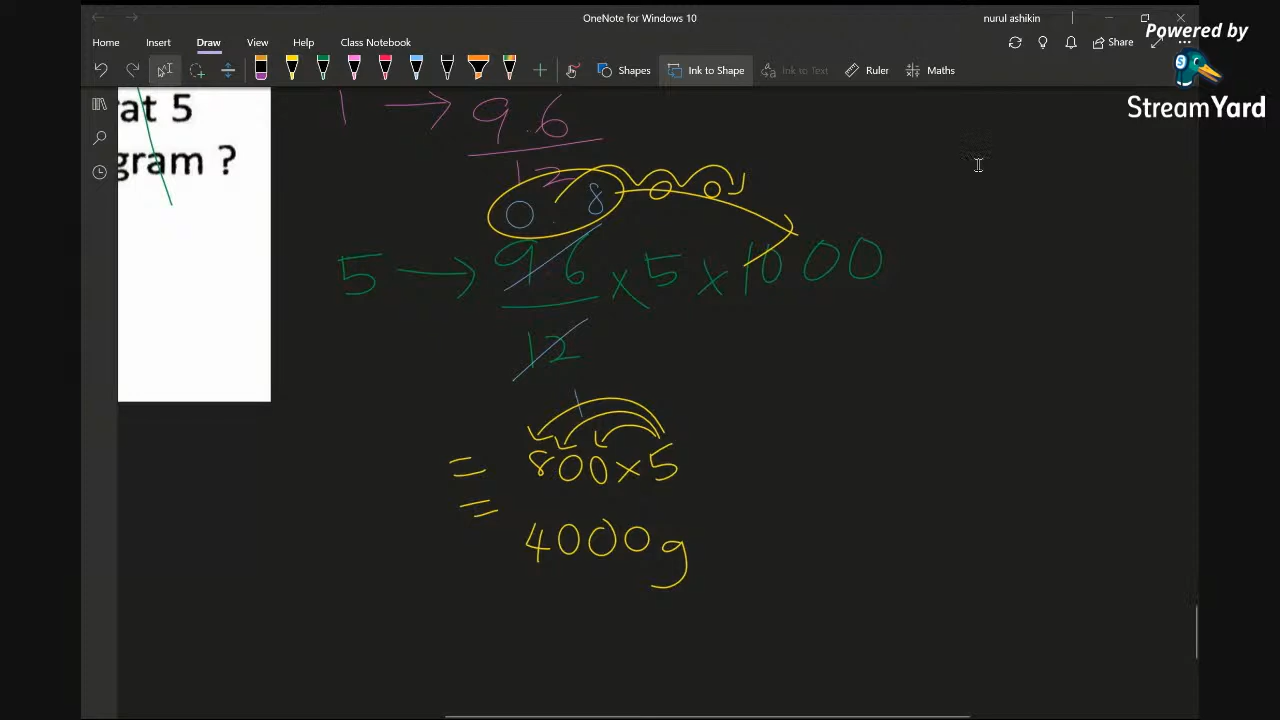 OneNote for Windows 10
nurul ashikin
Powered by
StreamYard
Home Insert Draw View Help Class Notebook
Share
Shapes Ink to Shape Ink to Text Ruler Maths
at 5
gram ?
1 → 9.6
12
0.8
5 → 9.6 x 5 x 1000
12
1
= 800 x 5
= 4000g